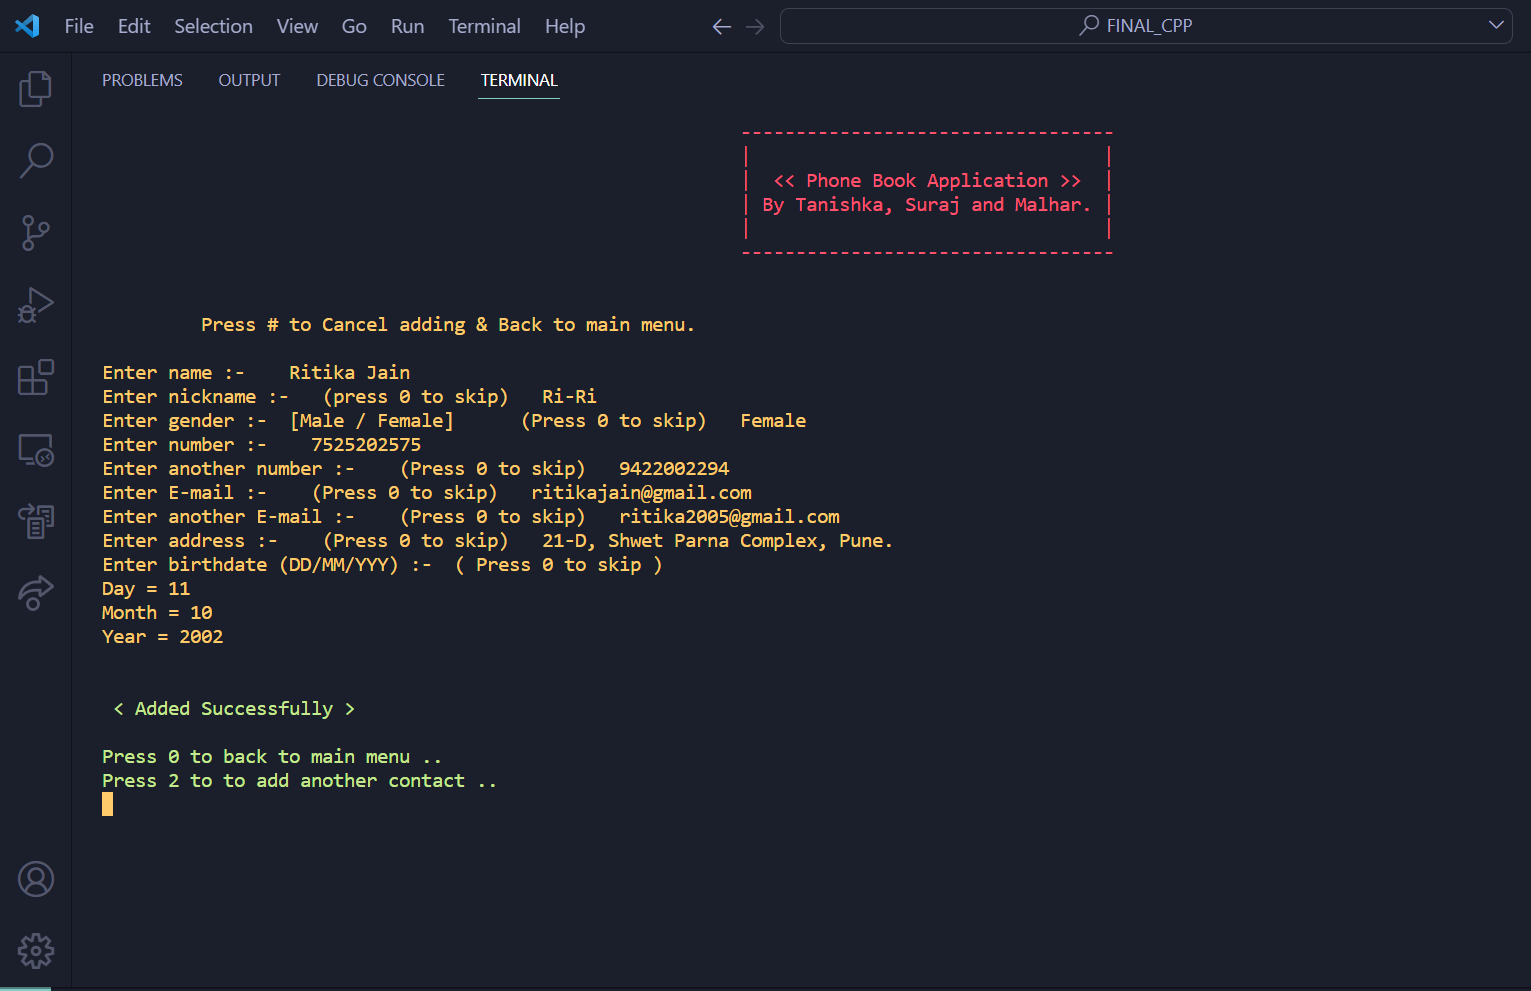 File Edit Selection View Go Run Terminal Help FINAL_CPP
PROBLEMS OUTPUT DEBUG CONSOLE TERMINAL
----------------------------------
| |
| << Phone Book Application >> |
| By Tanishka, Suraj and Malhar. |
| |
----------------------------------
Press # to Cancel adding & Back to main menu.
Enter name :- Ritika Jain
Enter nickname :- (press 0 to skip) Ri-Ri
Enter gender :- [Male / Female] (Press 0 to skip) Female
Enter number :- 7525202575
Enter another number :- (Press 0 to skip) 9422002294
Enter E-mail :- (Press 0 to skip) ritikajain@gmail.com
Enter another E-mail :- (Press 0 to skip) ritika2005@gmail.com
Enter address :- (Press 0 to skip) 21-D, Shwet Parna Complex, Pune.
Enter birthdate (DD/MM/YYY) :- ( Press 0 to skip )
Day = 11
Month = 10
Year = 2002
< Added Successfully >
Press 0 to back to main menu ..
Press 2 to to add another contact ..